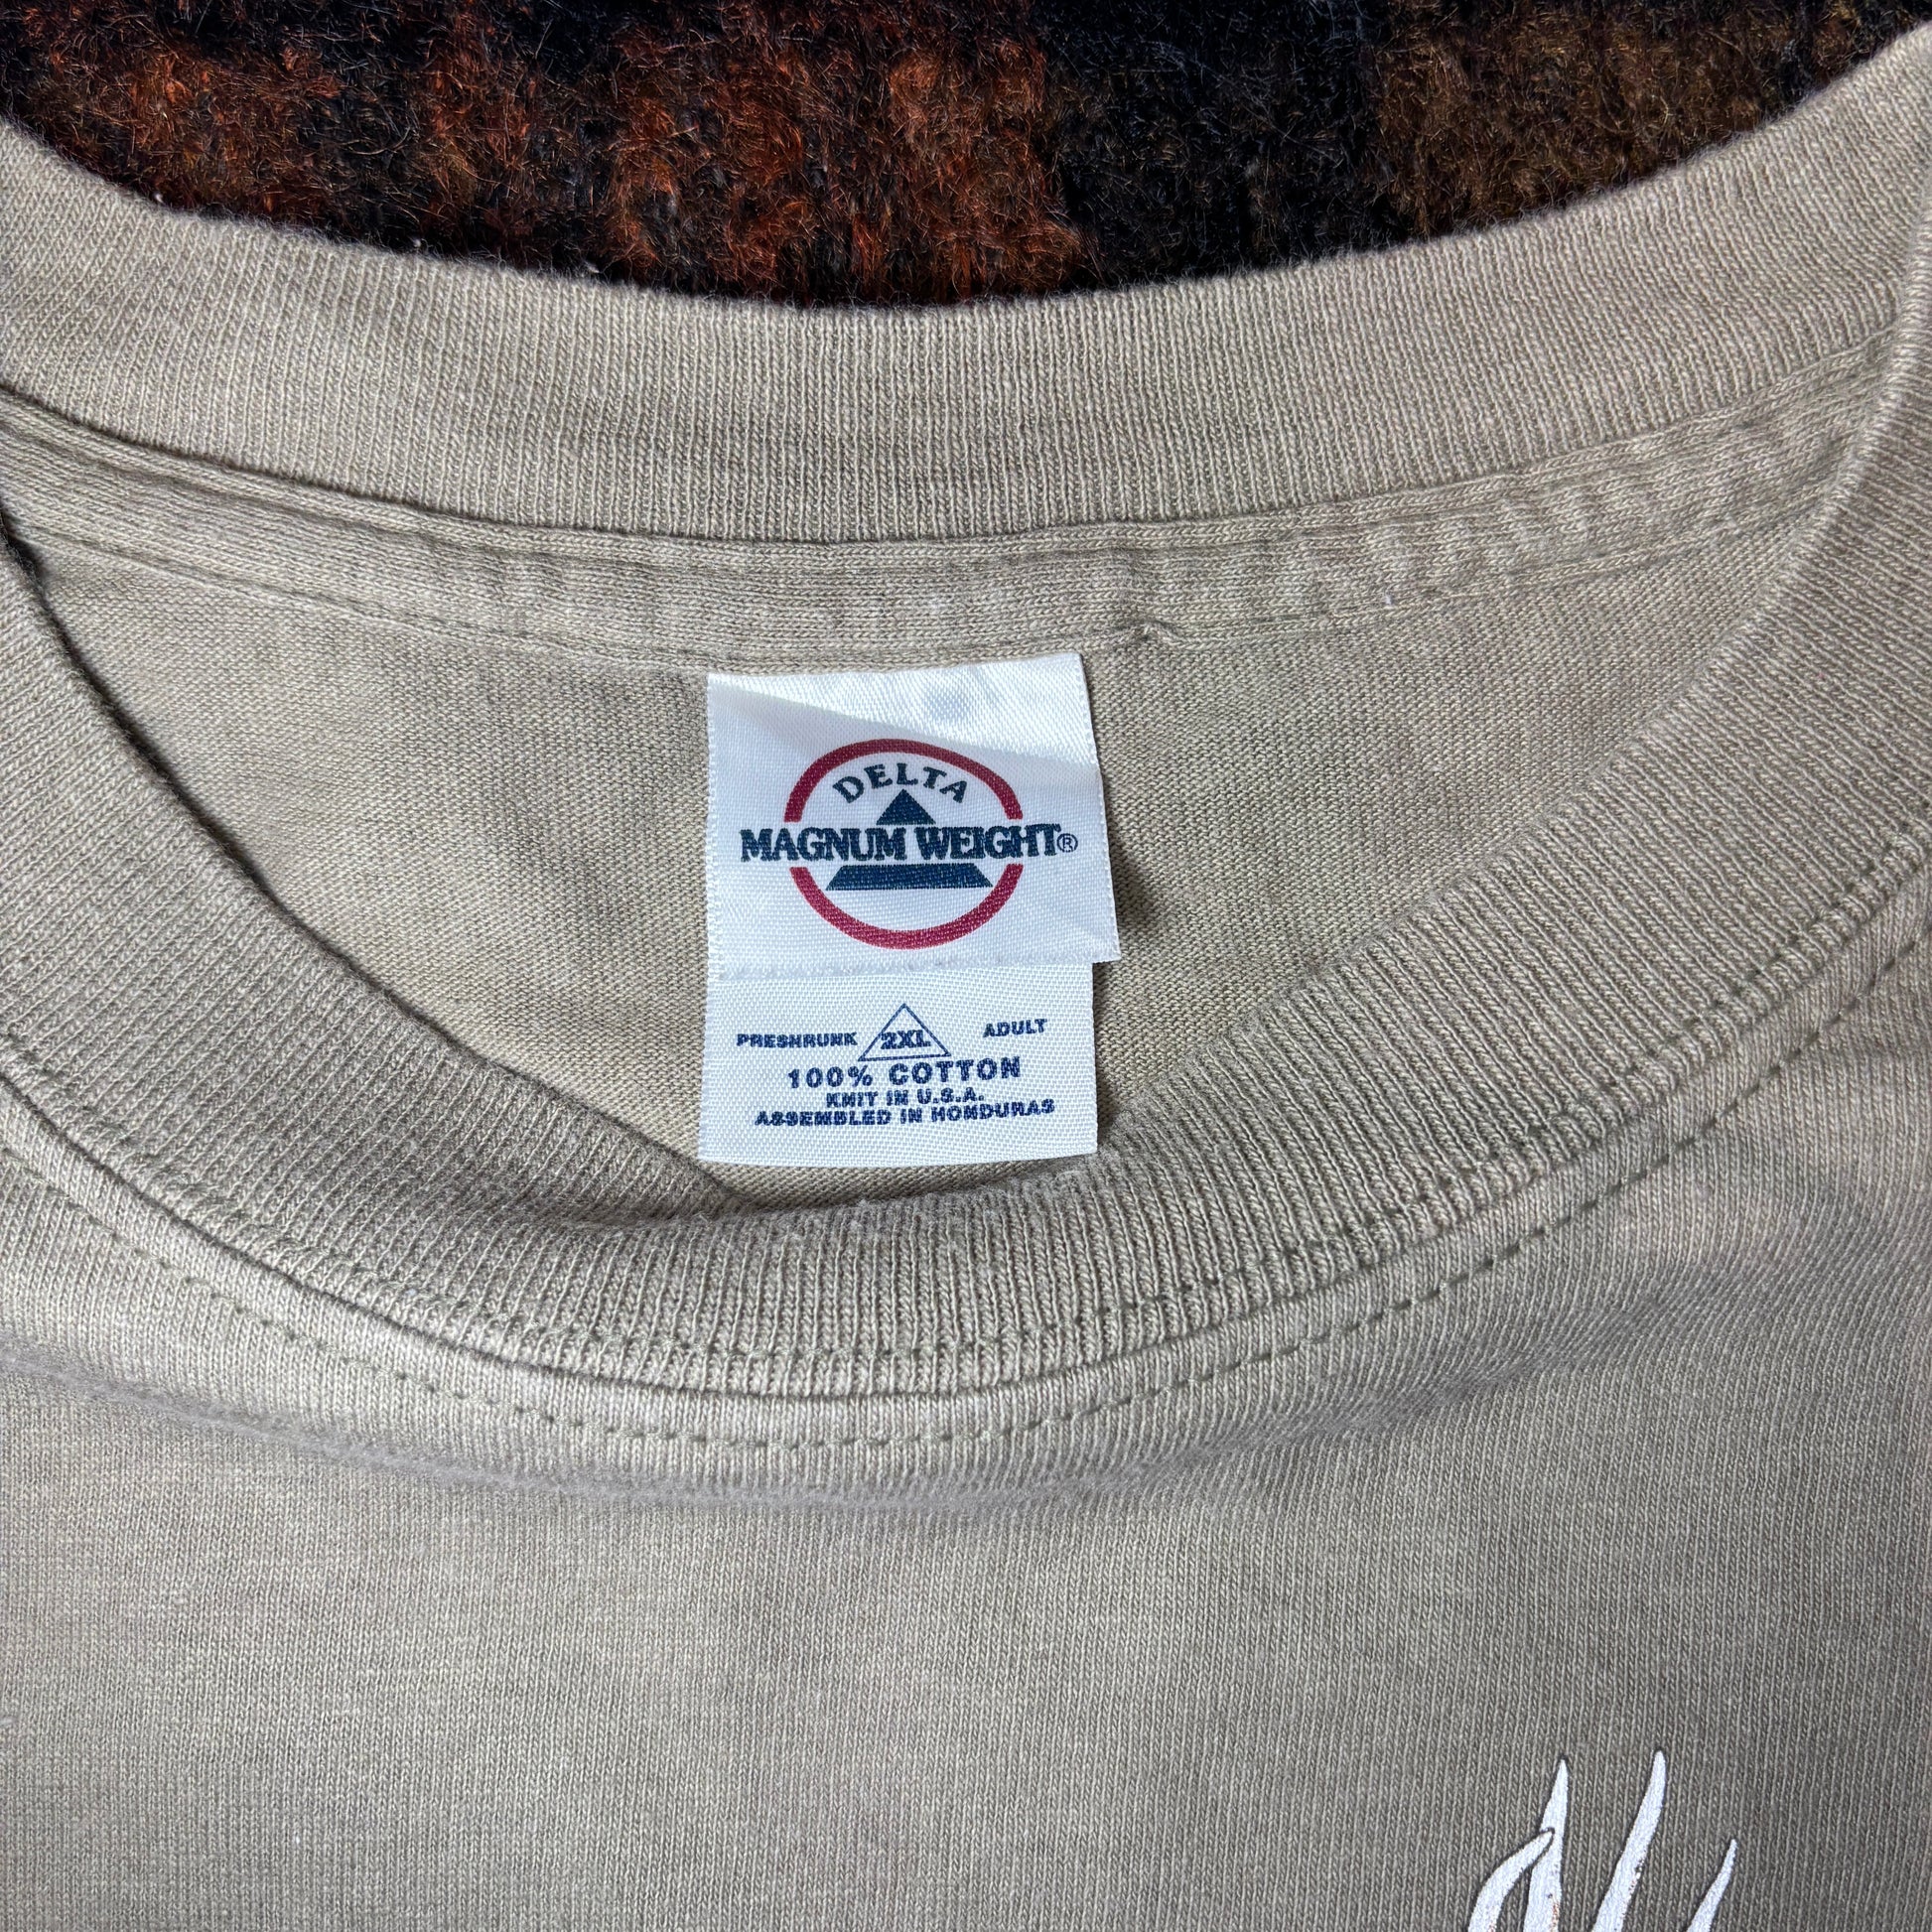 DELTA
MAGNUM WEIGHT®
PRESHRUNK 2XL ADULT
100% COTTON
KNIT IN U.S.A.
ASSEMBLED IN HONDURAS